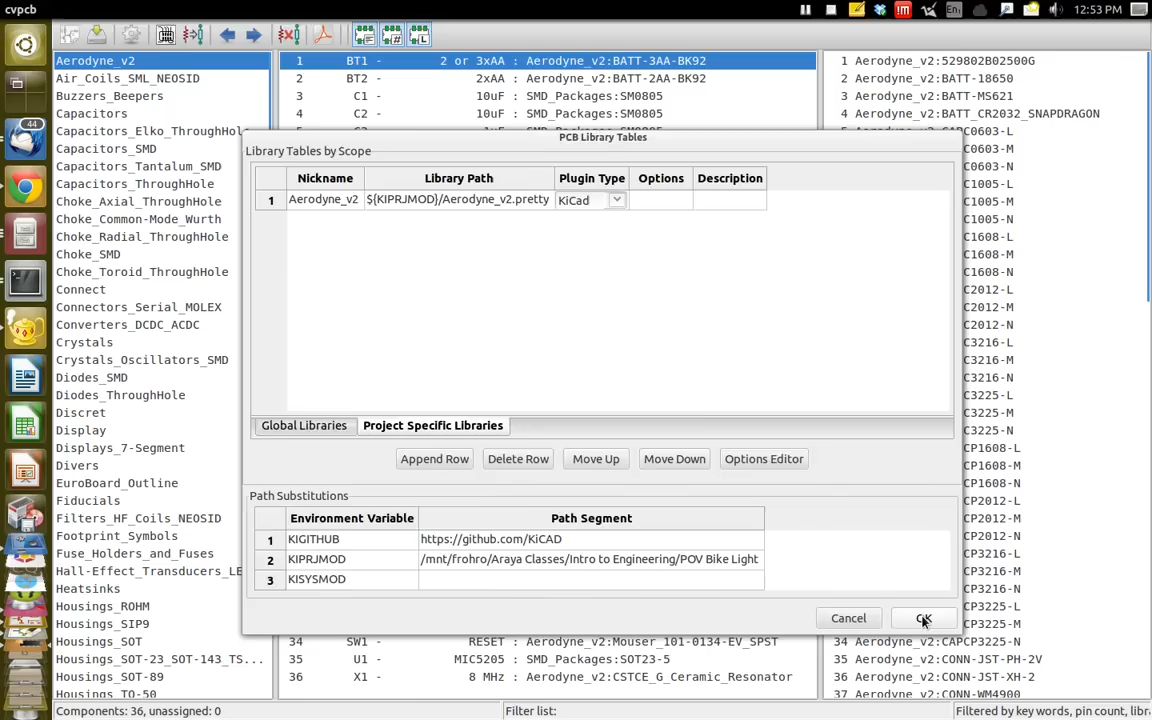 cvpcb
En
12:53 PM
44
Aerodyne_v2
Air_Coils_SML_NEOSID
Buzzers_Beepers
Capacitors
Capacitors_Elko_ThroughHole
Capacitors_SMD
Capacitors_Tantalum_SMD
Capacitors_ThroughHole
Choke_Axial_ThroughHole
Choke_Common-Mode_Wurth
Choke_Radial_ThroughHole
Choke_SMD
Choke_Toroid_ThroughHole
Connect
Connectors_Serial_MOLEX
Converters_DCDC_ACDC
Crystals
Crystals_Oscillators_SMD
Diodes_SMD
Diodes_ThroughHole
Discret
Display
Displays_7-Segment
Divers
EuroBoard_Outline
Fiducials
Filters_HF_Coils_NEOSID
Footprint_Symbols
Fuse_Holders_and_Fuses
Hall-Effect_Transducers_LE
Heatsinks
Housings_ROHM
Housings_SIP9
Housings_SOT
Housings_SOT-23_SOT-143_TS...
Housings_SOT-89
Housings_TO-50
1 BT1 - 2 or 3xAA : Aerodyne_v2:BATT-3AA-BK92
2 BT2 - 2xAA : Aerodyne_v2:BATT-2AA-BK92
3 C1 - 10uF : SMD_Packages:SM0805
4 C2 - 10uF : SMD_Packages:SM0805
PCB Library Tables
Library Tables by Scope
Nickname Library Path Plugin Type Options Description
1 Aerodyne_v2 ${KIPRJMOD}/Aerodyne_v2.pretty KiCad
Global Libraries Project Specific Libraries
Append Row Delete Row Move Up Move Down Options Editor
Path Substitutions
Environment Variable Path Segment
1 KIGITHUB https://github.com/KiCAD
2 KIPRJMOD /mnt/frohro/Araya Classes/Intro to Engineering/POV Bike Light
3 KISYSMOD
Cancel OK
34 SW1 - RESET : Aerodyne_v2:Mouser_101-0134-EV_SPST
35 U1 - MIC5205 : SMD_Packages:SOT23-5
36 X1 - 8 MHz : Aerodyne_v2:CSTCE_G_Ceramic_Resonator
1 Aerodyne_v2:529802B02500G
2 Aerodyne_v2:BATT-18650
3 Aerodyne_v2:BATT-MS621
4 Aerodyne_v2:BATT_CR2032_SNAPDRAGON
5 Aerodyne_v2:CAPC0603-L
C0603-M
C0603-N
C1005-L
C1005-M
C1005-N
C1608-L
C1608-M
C1608-N
C2012-L
C2012-M
C2012-N
C3216-L
C3216-M
C3216-N
C3225-L
C3225-M
C3225-N
CP1608-L
CP1608-M
CP1608-N
CP2012-L
CP2012-M
CP2012-N
CP3216-L
CP3216-M
CP3216-N
CP3225-L
CP3225-M
34 Aerodyne_v2:CAPCP3225-N
35 Aerodyne_v2:CONN-JST-PH-2V
36 Aerodyne_v2:CONN-JST-XH-2
37 Aerodyne_v2:CONN-WM4900
Components: 36, unassigned: 0
Filter list:
Filtered by key words, pin count, libr